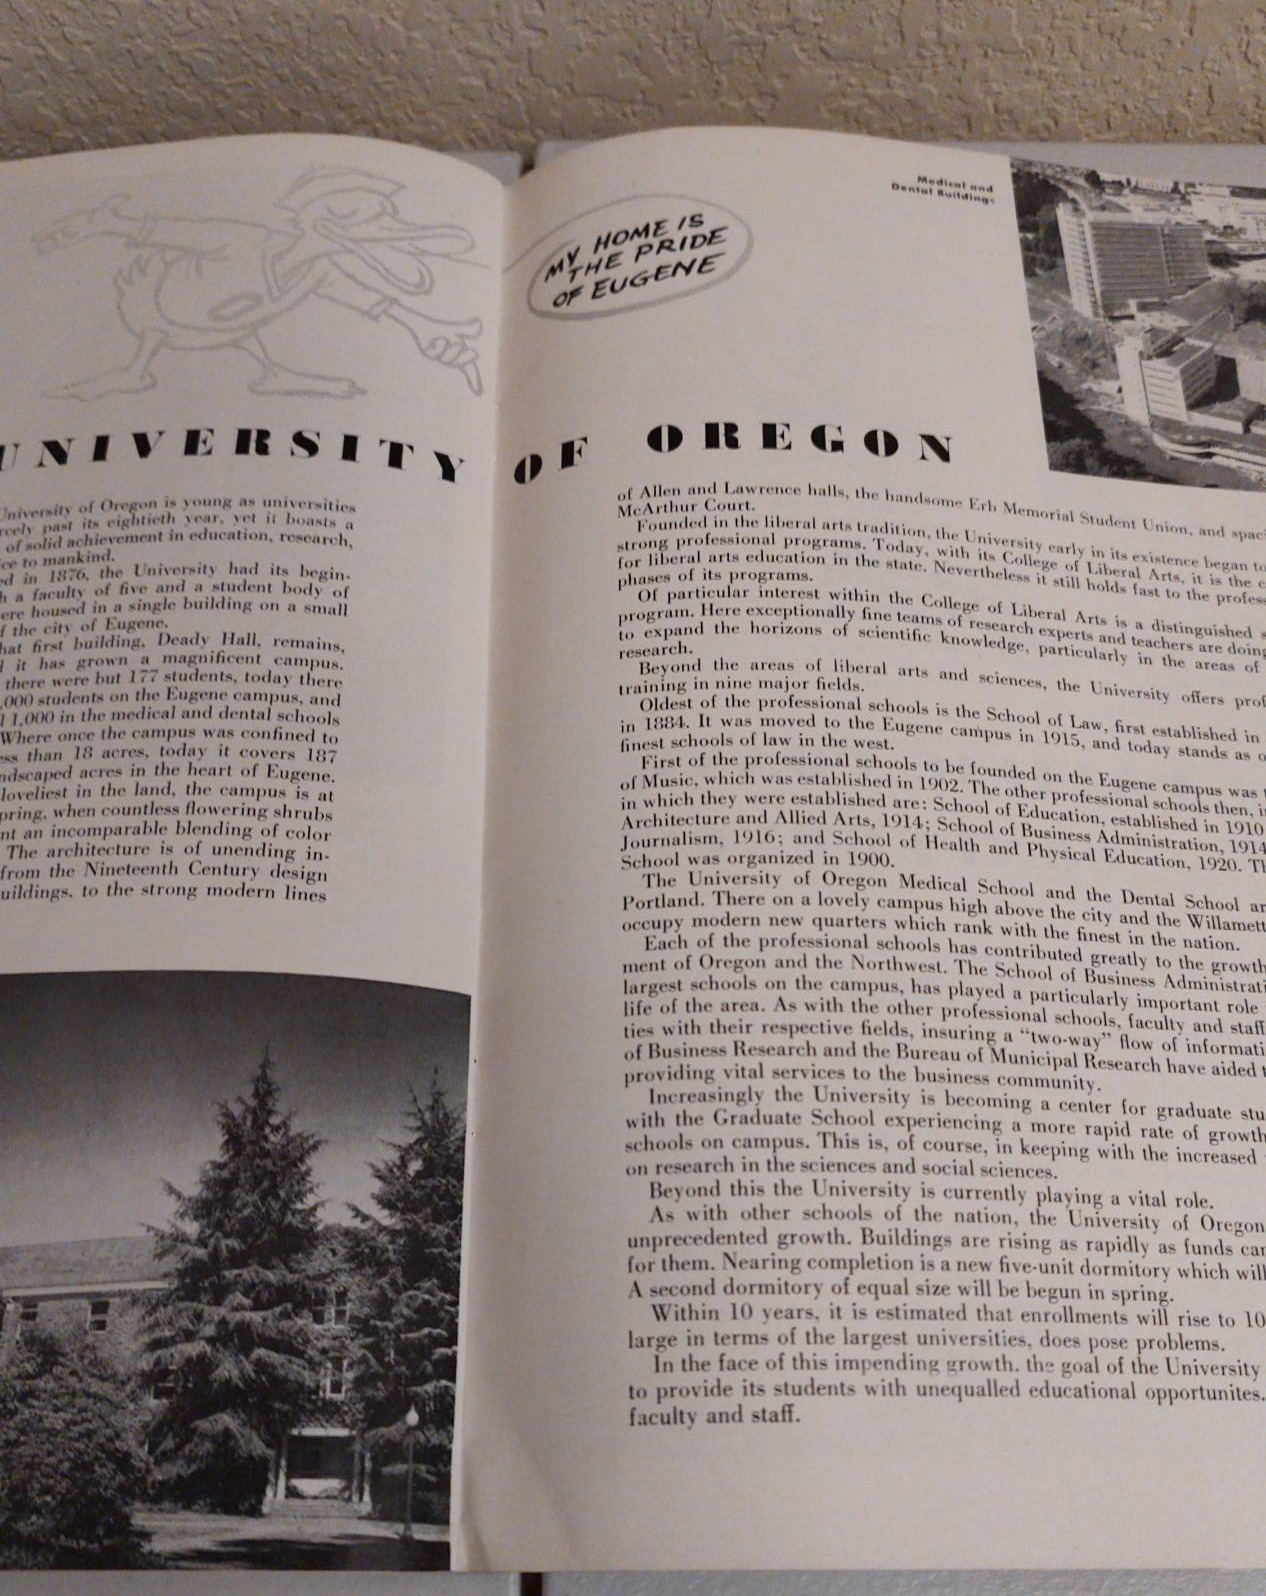 MY HOME IS
THE PRIDE
OF EUGENE
Medical and
Dental Buildings
UNIVERSITY OF OREGON
University of Oregon is young as universities
past its eightieth year, yet it boasts a
of solid achievement in education, research,
to mankind.
in 1876, the University had its begin-
a faculty of five and a student body of
were housed in a single building on a small
of the city of Eugene.
that first building, Deady Hall, remains,
it has grown a magnificent campus.
there were but 177 students, today there
,000 students on the Eugene campus, and
1,000 in the medical and dental schools
Where once the campus was confined to
less than 18 acres, today it covers 187
landscaped acres in the heart of Eugene.
loveliest in the land, the campus is at
spring, when countless flowering shrubs
an incomparable blending of color
The architecture is of unending in-
from the Nineteenth Century design
buildings, to the strong modern lines
of Allen and Lawrence halls, the handsome Erb Memorial Student Union, and
McArthur Court.
Founded in the liberal arts tradition, the University early in its existence began to
strong professional programs. Today, with its College of Liberal Arts, it is the
for liberal arts education in the state. Nevertheless it still holds fast to the
phases of its programs.
Of particular interest within the College of Liberal Arts is a distinguished
program. Here exceptionally fine teams of research experts and teachers are doing
to expand the horizons of scientific knowledge, particularly in the areas of
research.
Beyond the areas of liberal arts and sciences, the University offers
training in nine major fields.
Oldest of the professional schools is the School of Law, first established in
in 1884. It was moved to the Eugene campus in 1915, and today stands as
finest schools of law in the west.
First of the professional schools to be founded on the Eugene campus was
of Music, which was established in 1902. The other professional schools then,
in which they were established are: School of Education, established in 1910
Architecture and Allied Arts, 1914; School of Business Administration, 1914
Journalism, 1916; and School of Health and Physical Education, 1920.
School was organized in 1900.
The University of Oregon Medical School and the Dental School
Portland. There on a lovely campus high above the city and the
occupy modern new quarters which rank with the finest in the nation.
Each of the professional schools has contributed greatly to the growth
ment of Oregon and the Northwest. The School of Business
largest schools on the campus, has played a particularly important role
life of the area. As with the other professional schools, faculty and staff
ties with their respective fields, insuring a "two-way" flow of
of Business Research and the Bureau of Municipal Research have aided
providing vital services to the business community.
Increasingly the University is becoming a center for graduate
with the Graduate School experiencing a more rapid rate of growth
schools on campus. This is, of course, in keeping with the increased
on research in the sciences and social sciences.
Beyond this the University is currently playing a vital role.
As with other schools of the nation, the University of Oregon
unprecedented growth. Buildings are rising as rapidly as funds
for them. Nearing completion is a new five-unit dormitory which will
A second dormitory of equal size will be begun in spring.
Within 10 years, it is estimated that enrollments will rise to 10
large in terms of the largest universities, does pose problems.
In the face of this impending growth, the goal of the University
to provide its students with unequalled educational opportunites.
faculty and staff.